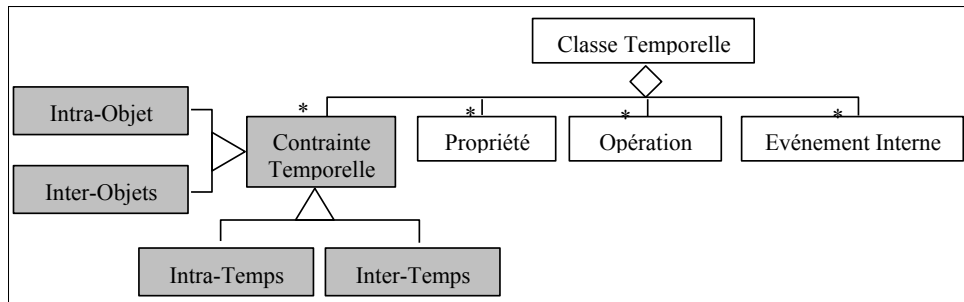 Classe Temporelle
Intra-Objet
* * * *
Contrainte
Temporelle
Propriété
Opération
Evénement Interne
Inter-Objets
Intra-Temps
Inter-Temps